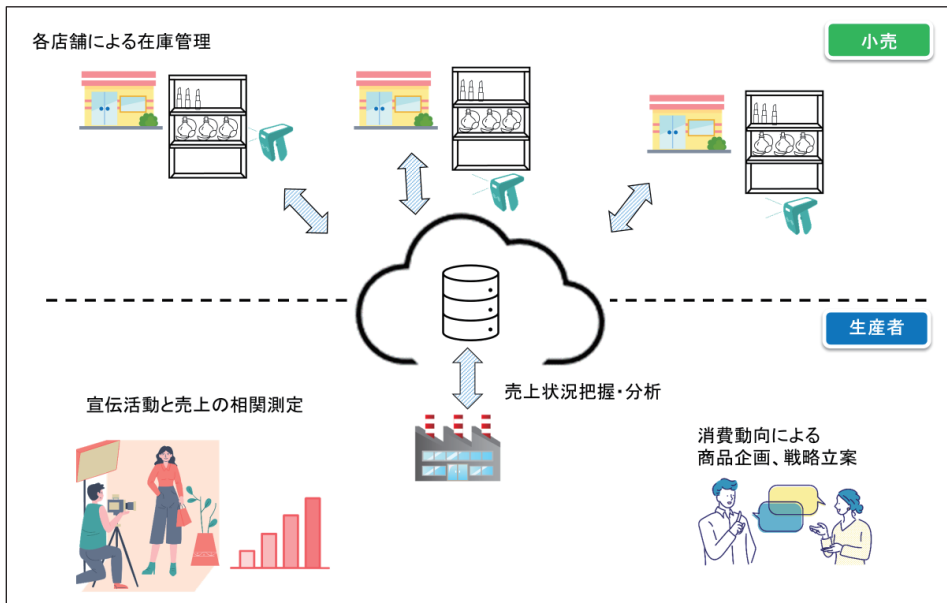 各店舗による在庫管理
小売
生産者
売上状況把握・分析
宣伝活動と売上の相関測定
消費動向による
商品企画、戦略立案